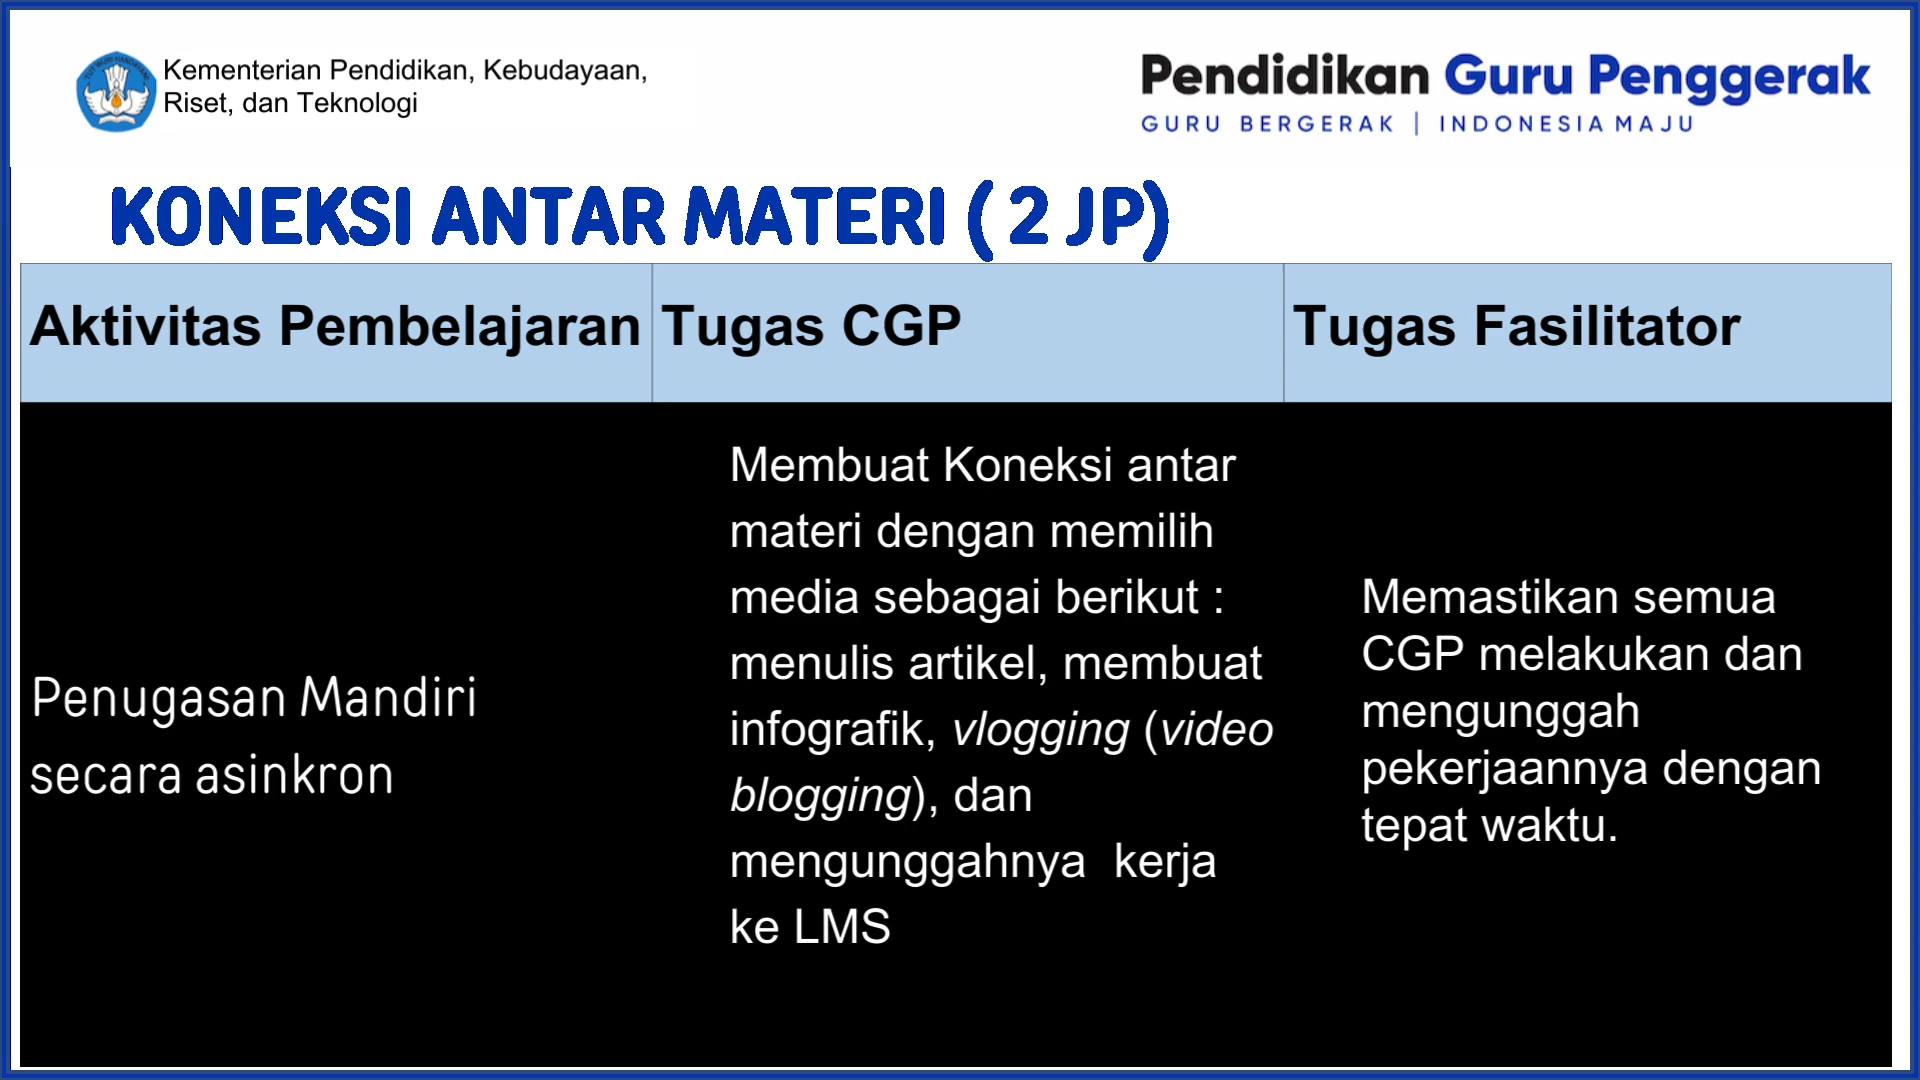 Kementerian Pendidikan, Kebudayaan,
Riset, dan Teknologi
Pendidikan Guru Penggerak
GURU BERGERAK | INDONESIA MAJU
KONEKSI ANTAR MATERI ( 2 JP)
Aktivitas Pembelajaran
Tugas CGP
Tugas Fasilitator
Penugasan Mandiri
secara asinkron
Membuat Koneksi antar
materi dengan memilih
media sebagai berikut :
menulis artikel, membuat
infografik, vlogging (video
blogging), dan
mengunggahnya  kerja
ke LMS
Memastikan semua
CGP melakukan dan
mengunggah
pekerjaannya dengan
tepat waktu.